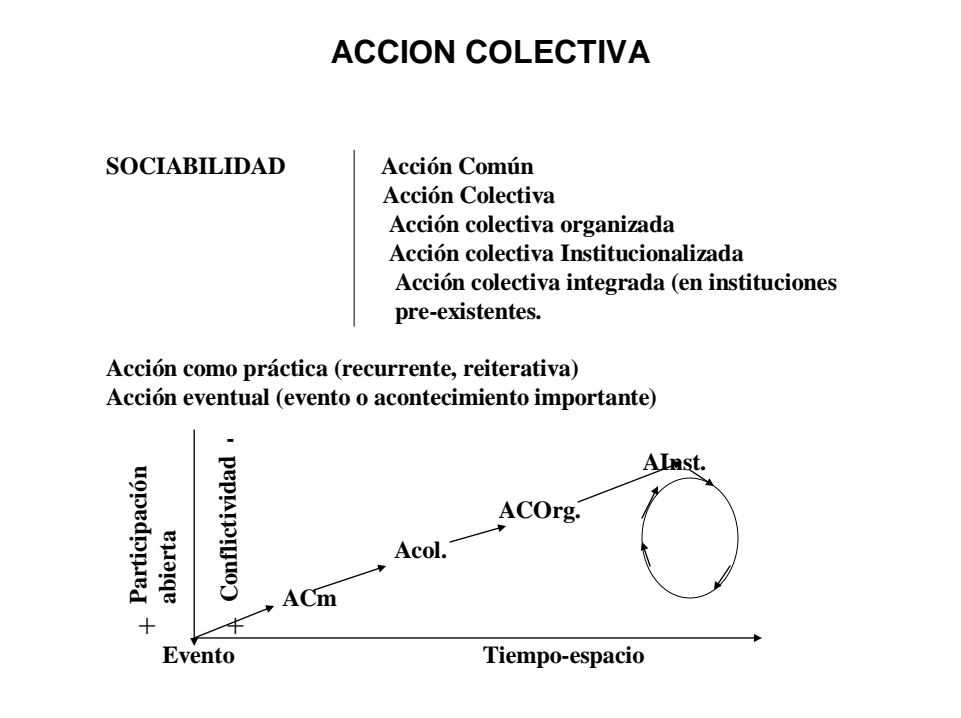 ACCION COLECTIVA
SOCIABILIDAD Acción Común
Acción Colectiva
Acción colectiva organizada
Acción colectiva Institucionalizada
Acción colectiva integrada (en instituciones
pre-existentes.
Acción como práctica (recurrente, reiterativa)
Acción eventual (evento o acontecimiento importante)
+ Participación
abierta
+ Conflictividad -
AInst.
ACOrg.
Acol.
ACm
Evento Tiempo-espacio